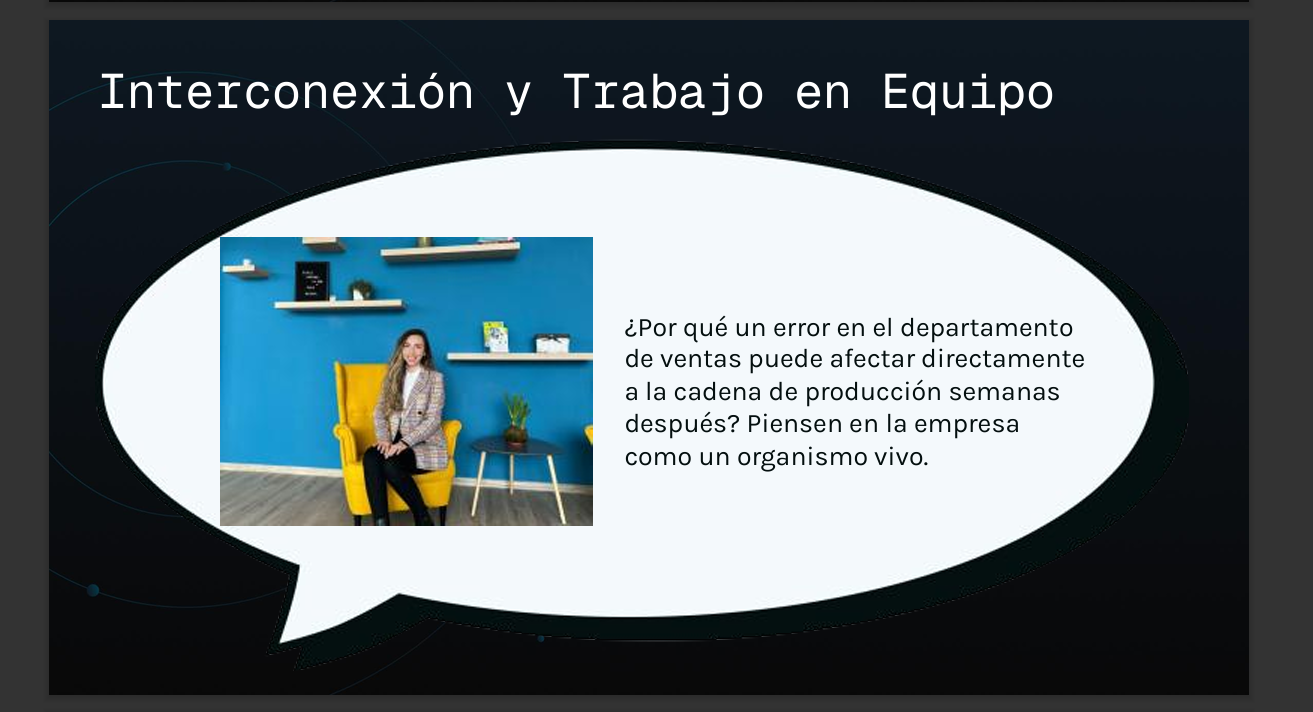 Interconexión y Trabajo en Equipo
¿Por qué un error en el departamento
de ventas puede afectar directamente
a la cadena de producción semanas
después? Piensen en la empresa
como un organismo vivo.